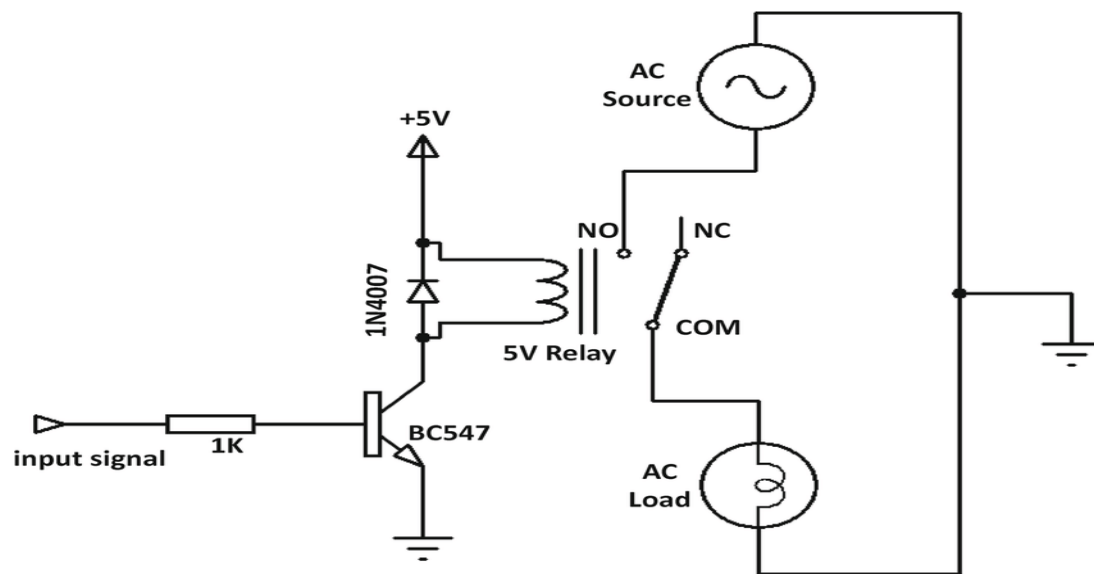 AC
Source
+5V
NO
NC
1N4007
COM
5V Relay
BC547
1K
input signal
AC
Load